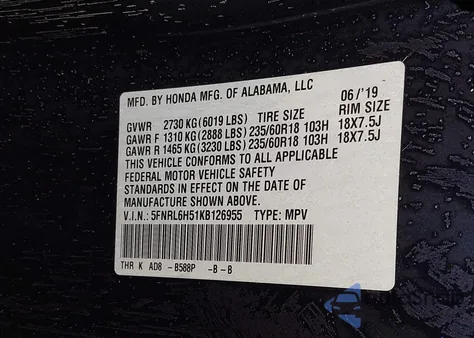 MFD. BY HONDA MFG. OF ALABAMA, LLC 06/'19
GVWR 2730 KG (6019 LBS) TIRE SIZE RIM SIZE
GAWR F 1310 KG (2888 LBS) 235/60R18 103H 18X7.5J
GAWR R 1465 KG (3230 LBS) 235/60R18 103H 18X7.5J
THIS VEHICLE CONFORMS TO ALL APPLICABLE
FEDERAL MOTOR VEHICLE SAFETY
STANDARDS IN EFFECT ON THE DATE OF
MANUFACTURE SHOWN ABOVE.
V.I.N.: 5FNRL6H51KB126955 TYPE: MPV
THR K AD8 -B588P -B-B